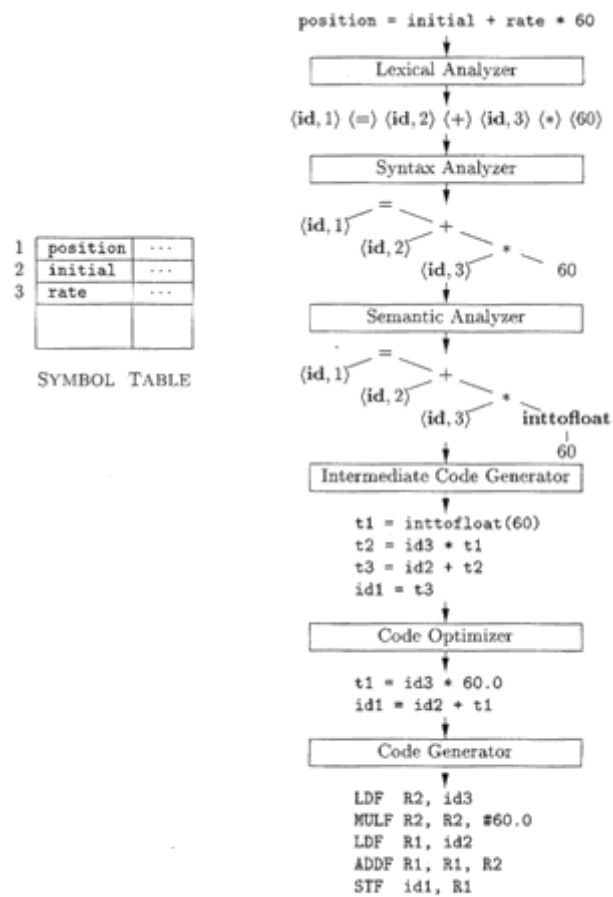 position = initial + rate * 60
Lexical Analyzer
⟨id, 1⟩ ⟨=⟩ ⟨id, 2⟩ ⟨+⟩ ⟨id, 3⟩ ⟨*⟩ ⟨60⟩
Syntax Analyzer
=
⟨id, 1⟩ +
⟨id, 2⟩ *
⟨id, 3⟩ 60
1 position ...
2 initial ...
3 rate ...
SYMBOL TABLE
Semantic Analyzer
=
⟨id, 1⟩ +
⟨id, 2⟩ *
⟨id, 3⟩ inttofloat
60
Intermediate Code Generator
t1 = inttofloat(60)
t2 = id3 * t1
t3 = id2 + t2
id1 = t3
Code Optimizer
t1 = id3 * 60.0
id1 = id2 + t1
Code Generator
LDF R2, id3
MULF R2, R2, #60.0
LDF R1, id2
ADDF R1, R1, R2
STF id1, R1